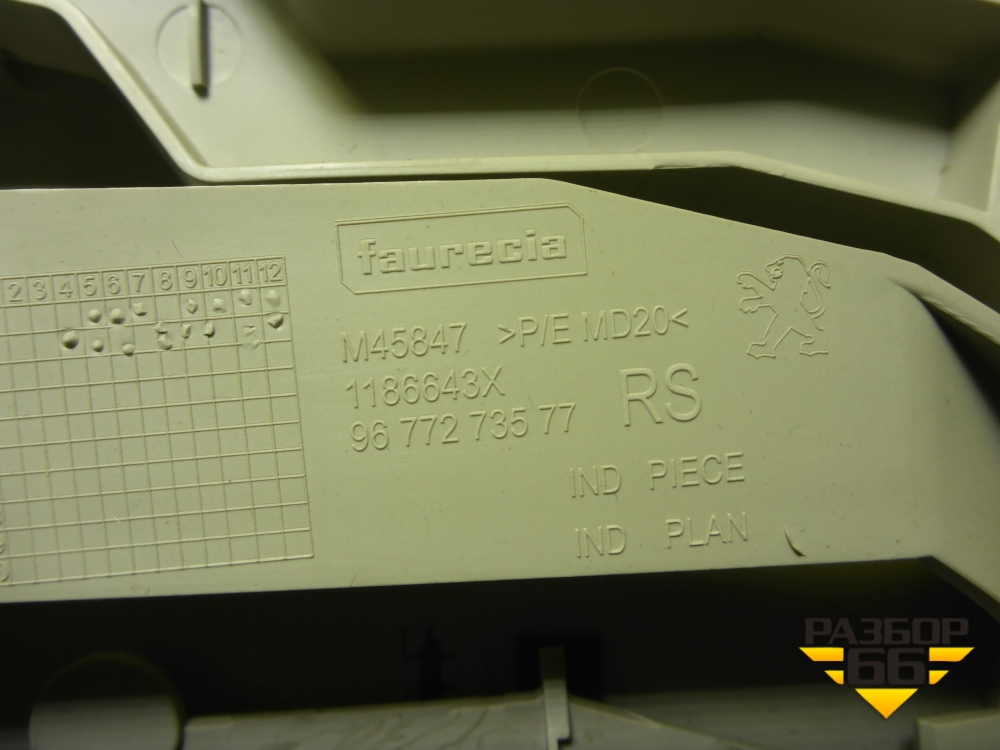 faurecia
2 3 4 5 6 7 8 9 10 11 12
M45847 >P/E MD20<
1186643X
RS
96 772 735 77
IND PIECE
IND PLAN
РАЗБОР
66